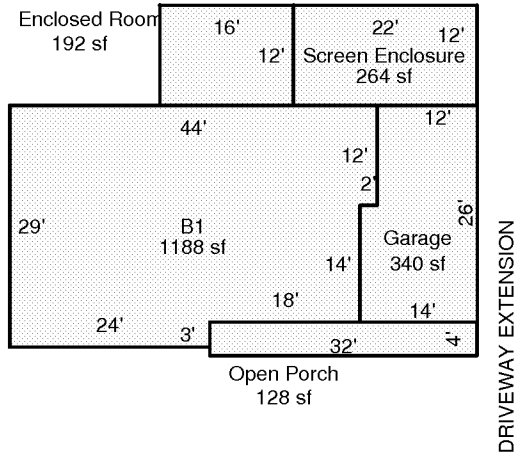 Enclosed Room
192 sf
16'
12'
22'
12'
Screen Enclosure
264 sf
44'
12'
12'
2'
29'
B1
1188 sf
26'
Garage
340 sf
14'
18'
14'
24'
3'
32'
4'
Open Porch
128 sf
DRIVEWAY EXTENSION